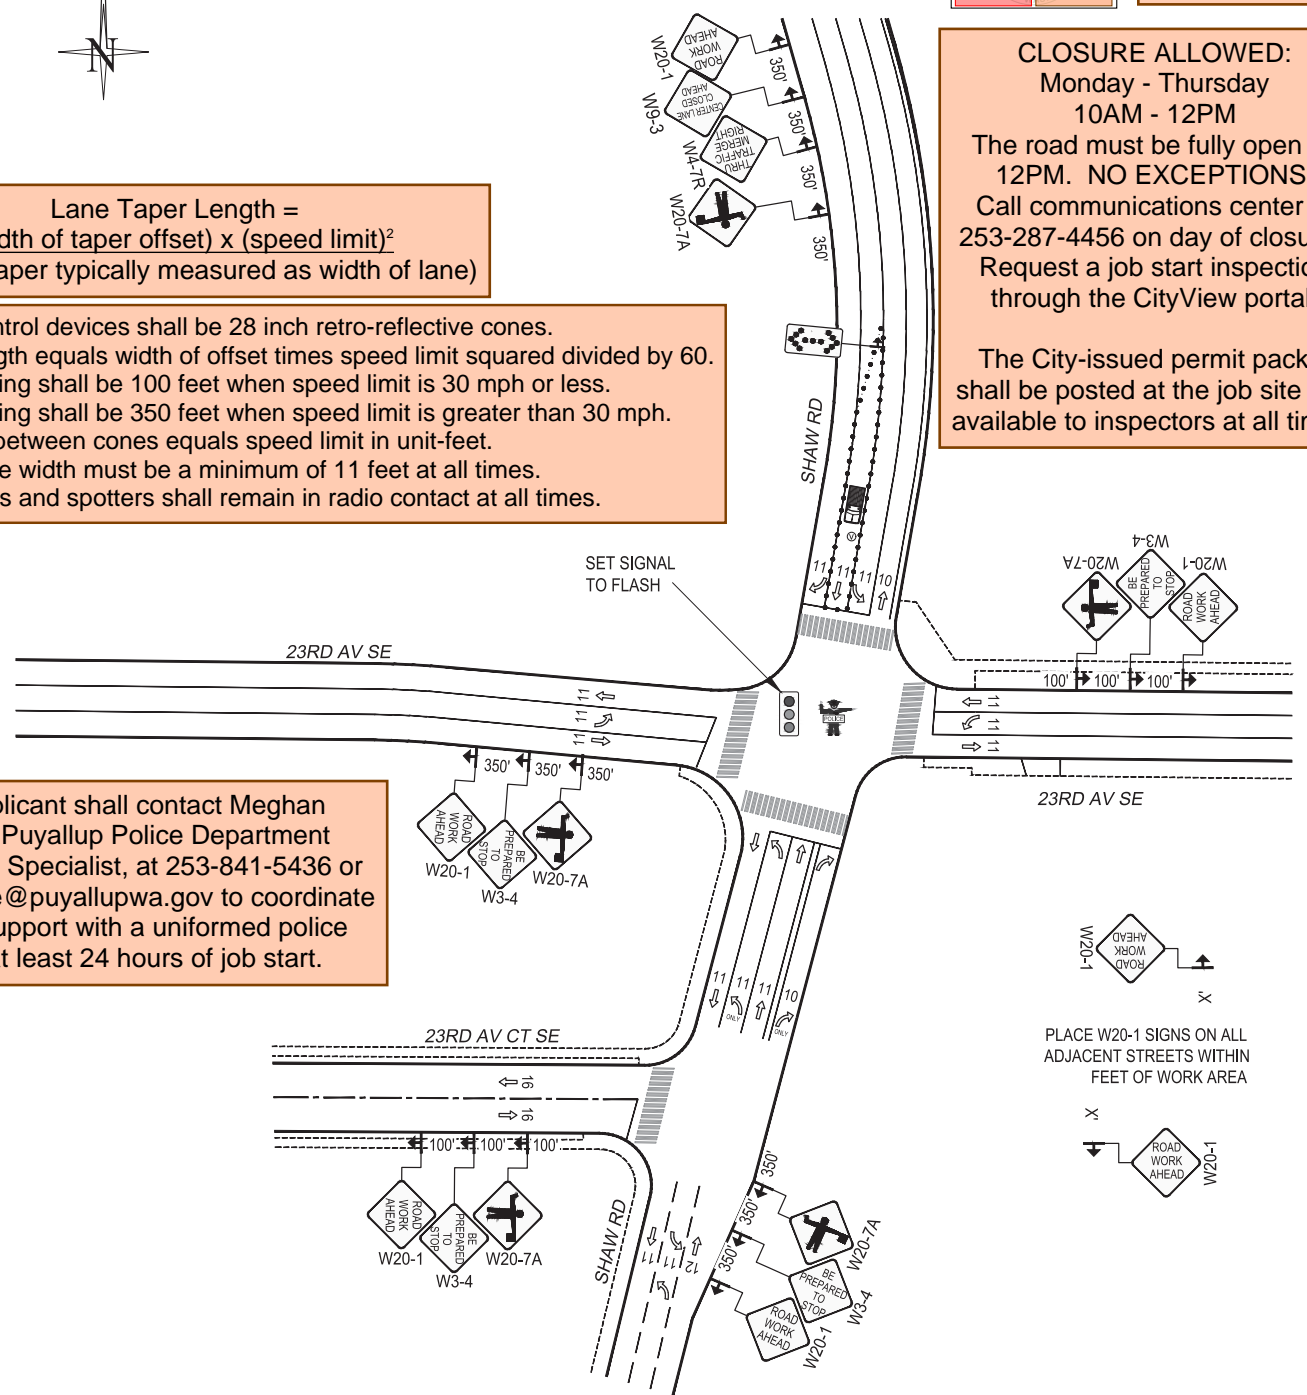 N
CLOSURE ALLOWED:
Monday - Thursday
10AM - 12PM
The road must be fully open
12PM.  NO EXCEPTIONS
Call communications center
253-287-4456 on day of closu
Request a job start inspectio
through the CityView portal
The City-issued permit pack
shall be posted at the job site
available to inspectors at all tim
Lane Taper Length =
dth of taper offset) x (speed limit)²
aper typically measured as width of lane)
ntrol devices shall be 28 inch retro-reflective cones.
gth equals width of offset times speed limit squared divided by 60.
ing shall be 100 feet when speed limit is 30 mph or less.
ing shall be 350 feet when speed limit is greater than 30 mph.
between cones equals speed limit in unit-feet.
e width must be a minimum of 11 feet at all times.
s and spotters shall remain in radio contact at all times.
ROAD
WORK
AHEAD
W20-1
350'
CENTER LANE
CLOSED
AHEAD
W9-3
350'
THRU
TRAFFIC
MERGE
RIGHT
W4-7R
350'
W20-7A
350'
SHAW RD
11
11
11
10
SET SIGNAL
TO FLASH
POLICE
23RD AV SE
11
11
11
350'
350'
350'
ROAD
WORK
AHEAD
W20-1
BE
PREPARED
TO
STOP
W3-4
W20-7A
W20-7A
W3-4
W20-1
BE
PREPARED
TO
STOP
ROAD
WORK
AHEAD
100'
100'
100'
11
11
11
23RD AV SE
plicant shall contact Meghan
Puyallup Police Department
Specialist, at 253-841-5436 or
e@puyallupwa.gov to coordinate
upport with a uniformed police
t least 24 hours of job start.
11
11
11
10
ONLY
ONLY
23RD AV CT SE
16
16
100'
100'
100'
ROAD
WORK
AHEAD
W20-1
BE
PREPARED
TO
STOP
W3-4
W20-7A
SHAW RD
11
11
12
350'
350'
350'
W20-7A
BE
PREPARED
TO
STOP
W3-4
ROAD
WORK
AHEAD
W20-1
W20-1
ROAD
WORK
AHEAD
X'
PLACE W20-1 SIGNS ON ALL
ADJACENT STREETS WITHIN
FEET OF WORK AREA
X'
ROAD
WORK
AHEAD
W20-1